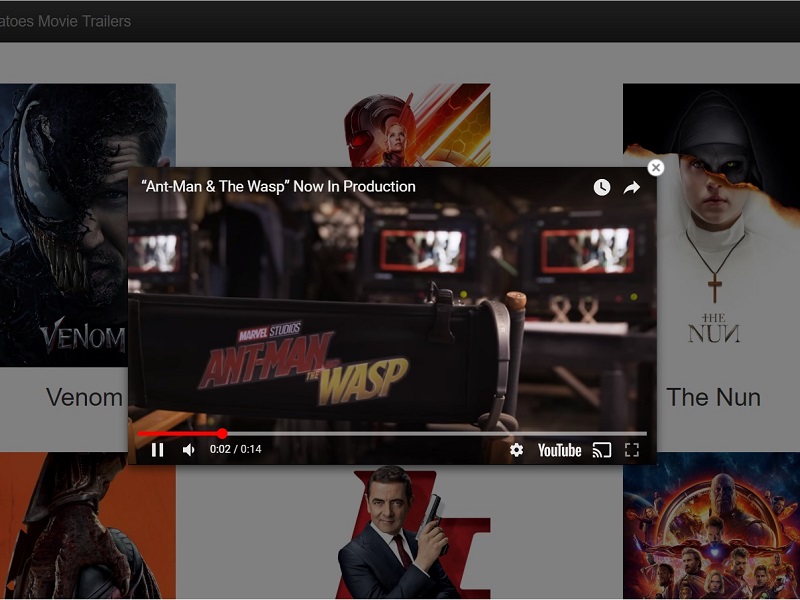 atoes Movie Trailers
“Ant-Man & The Wasp” Now In Production
MARVEL STUDIOS
ANT-MAN
AND THE
WASP
VENOM
THE
NUN
Venom
The Nun
0:02 / 0:14
YouTube